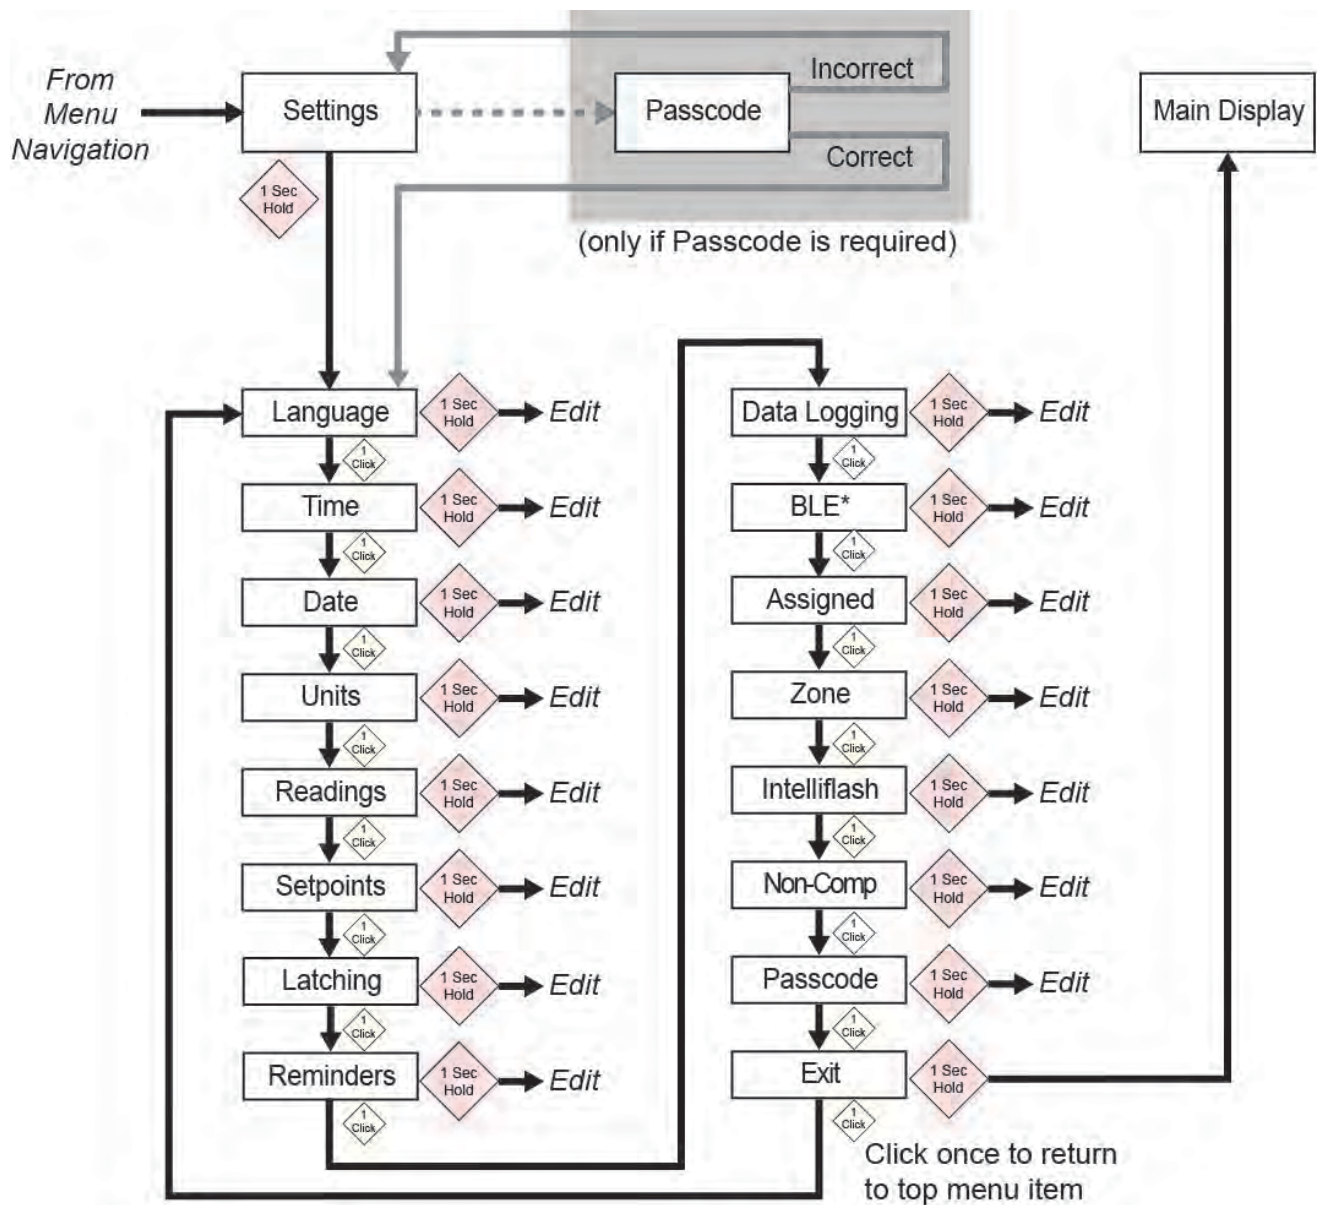 From
Menu
Navigation
Settings
Passcode
Incorrect
Correct
Main Display
1 Sec
Hold
(only if Passcode is required)
Language
1 Sec
Hold
Edit
1
Click
Time
1 Sec
Hold
Edit
1
Click
Date
1 Sec
Hold
Edit
1
Click
Units
1 Sec
Hold
Edit
1
Click
Readings
1 Sec
Hold
Edit
1
Click
Setpoints
1 Sec
Hold
Edit
1
Click
Latching
1 Sec
Hold
Edit
1
Click
Reminders
1 Sec
Hold
Edit
1
Click
Data Logging
1 Sec
Hold
Edit
1
Click
BLE*
1 Sec
Hold
Edit
1
Click
Assigned
1 Sec
Hold
Edit
1
Click
Zone
1 Sec
Hold
Edit
1
Click
Intelliflash
1 Sec
Hold
Edit
1
Click
Non-Comp
1 Sec
Hold
Edit
1
Click
Passcode
1 Sec
Hold
Edit
1
Click
Exit
1 Sec
Hold
1
Click
Click once to return
to top menu item